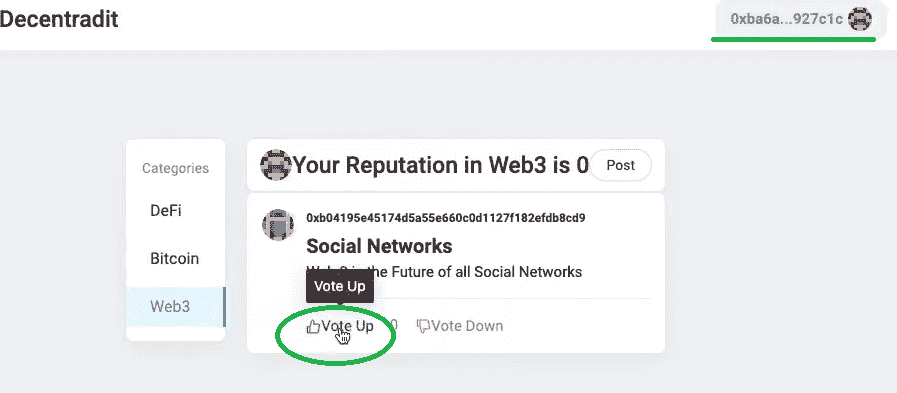 Decentradit
0xba6a...927c1c
Categories
DeFi
Bitcoin
Web3
Your Reputation in Web3 is 0
Post
0xb04195e45174d5a55e660c0d1127f182efdb8cd9
Social Networks
Web3 is the Future of all Social Networks
Vote Up
Vote Up 0 Vote Down